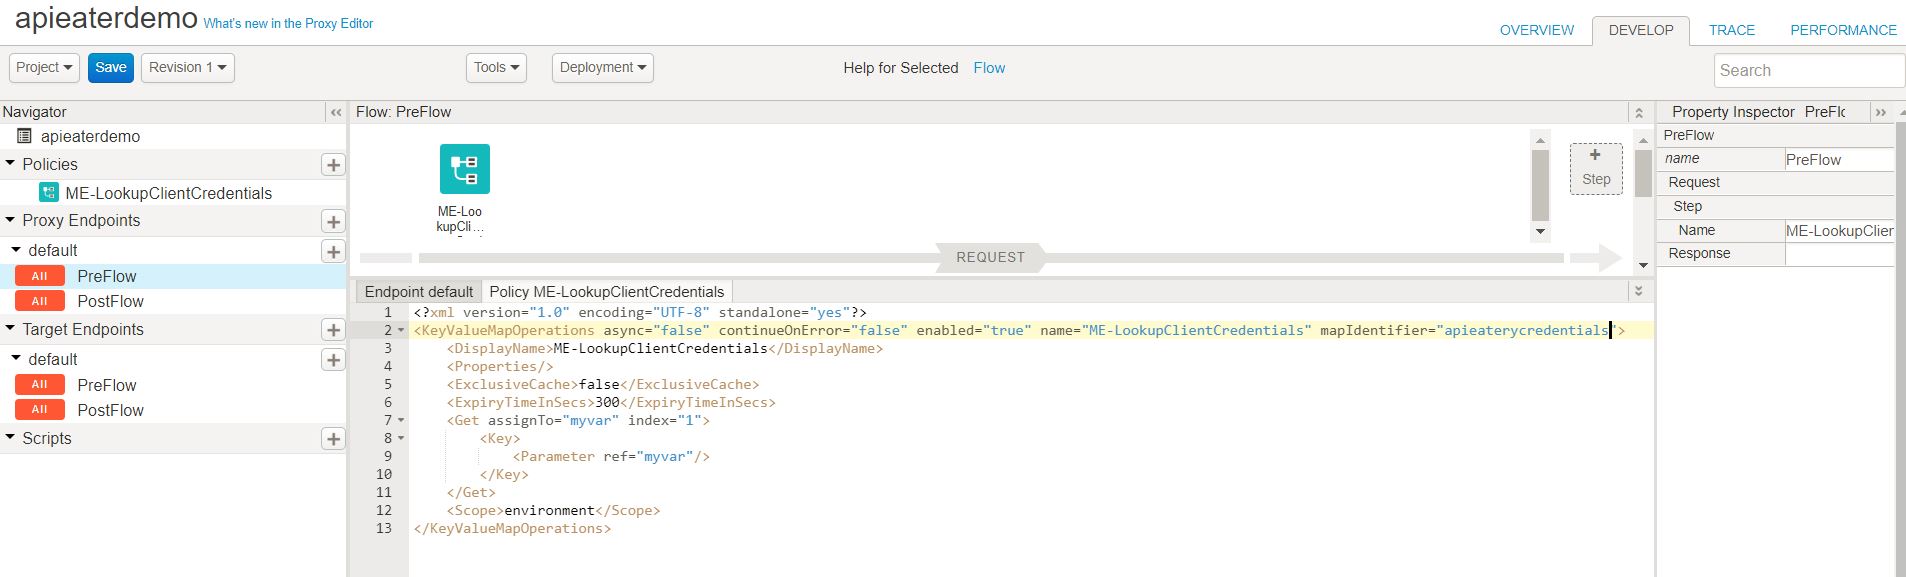 apieaterdemo What's new in the Proxy Editor
OVERVIEW DEVELOP TRACE PERFORMANCE
Project Save Revision 1 Tools Deployment Help for Selected Flow Search
Navigator
apieaterdemo
Policies
ME-LookupClientCredentials
Proxy Endpoints
default
All PreFlow
All PostFlow
Target Endpoints
default
All PreFlow
All PostFlow
Scripts
Flow: PreFlow
ME-Loo
kupCli...
+
Step
REQUEST
Endpoint default Policy ME-LookupClientCredentials
1 <?xml version="1.0" encoding="UTF-8" standalone="yes"?>
2 <KeyValueMapOperations async="false" continueOnError="false" enabled="true" name="ME-LookupClientCredentials" mapIdentifier="apieaterycredentials">
3 <DisplayName>ME-LookupClientCredentials</DisplayName>
4 <Properties/>
5 <ExclusiveCache>false</ExclusiveCache>
6 <ExpiryTimeInSecs>300</ExpiryTimeInSecs>
7 <Get assignTo="myvar" index="1">
8 <Key>
9 <Parameter ref="myvar"/>
10 </Key>
11 </Get>
12 <Scope>environment</Scope>
13 </KeyValueMapOperations>
Property Inspector PreFlc
PreFlow
name PreFlow
Request
Step
Name ME-LookupClier
Response